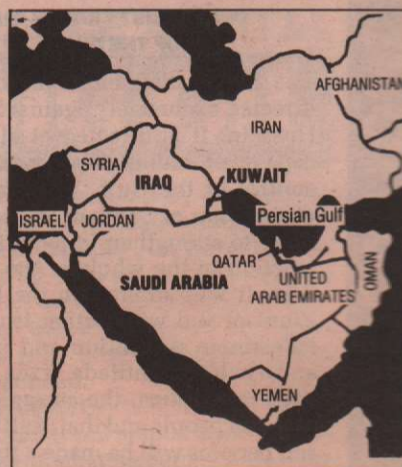 AFGHANISTAN
IRAN
SYRIA
IRAQ
KUWAIT
ISRAEL
JORDAN
Persian Gulf
QATAR
SAUDI ARABIA
UNITED
ARAB EMIRATES
OMAN
YEMEN